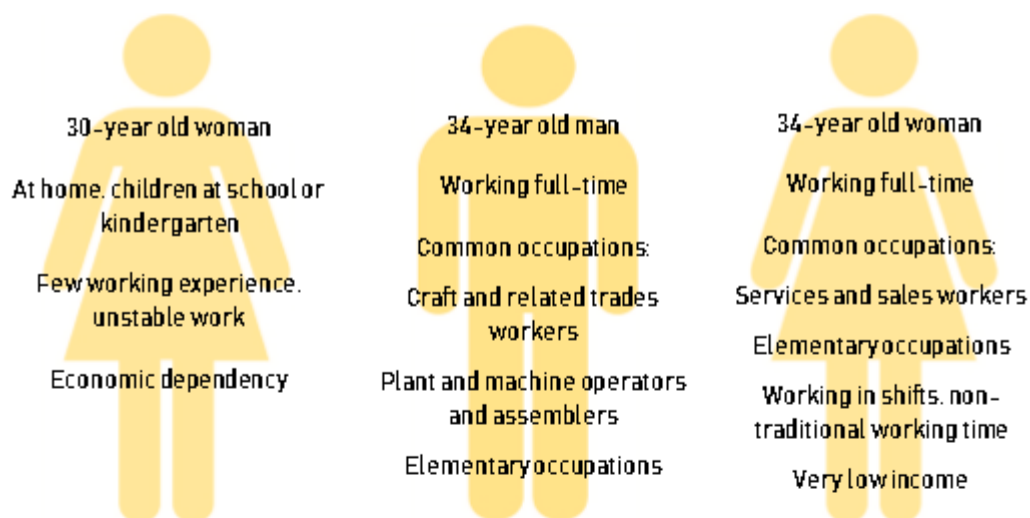 30-year old woman
At home. children at school or
kindergarten
Few working experience.
unstable work
Economic dependency
34-year old man
Working full-time
Common occupations:
Craft and related trades
workers
Plant and machine operators
and assemblers
Elementary occupations
34-year old woman
Working full-time
Common occupations:
Services and sales workers
Elementary occupations
Working in shifts. non-
traditional working time
Very low income